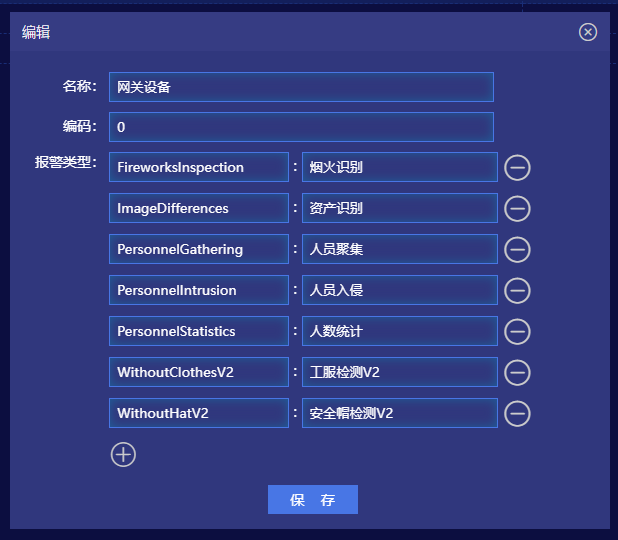 编辑
名称： 网关设备
编码： 0
报警类型： FireworksInspection : 烟火识别
ImageDifferences : 资产识别
PersonnelGathering : 人员聚集
PersonnelIntrusion : 人员入侵
PersonnelStatistics : 人数统计
WithoutClothesV2 : 工服检测V2
WithoutHatV2 : 安全帽检测V2
保 存